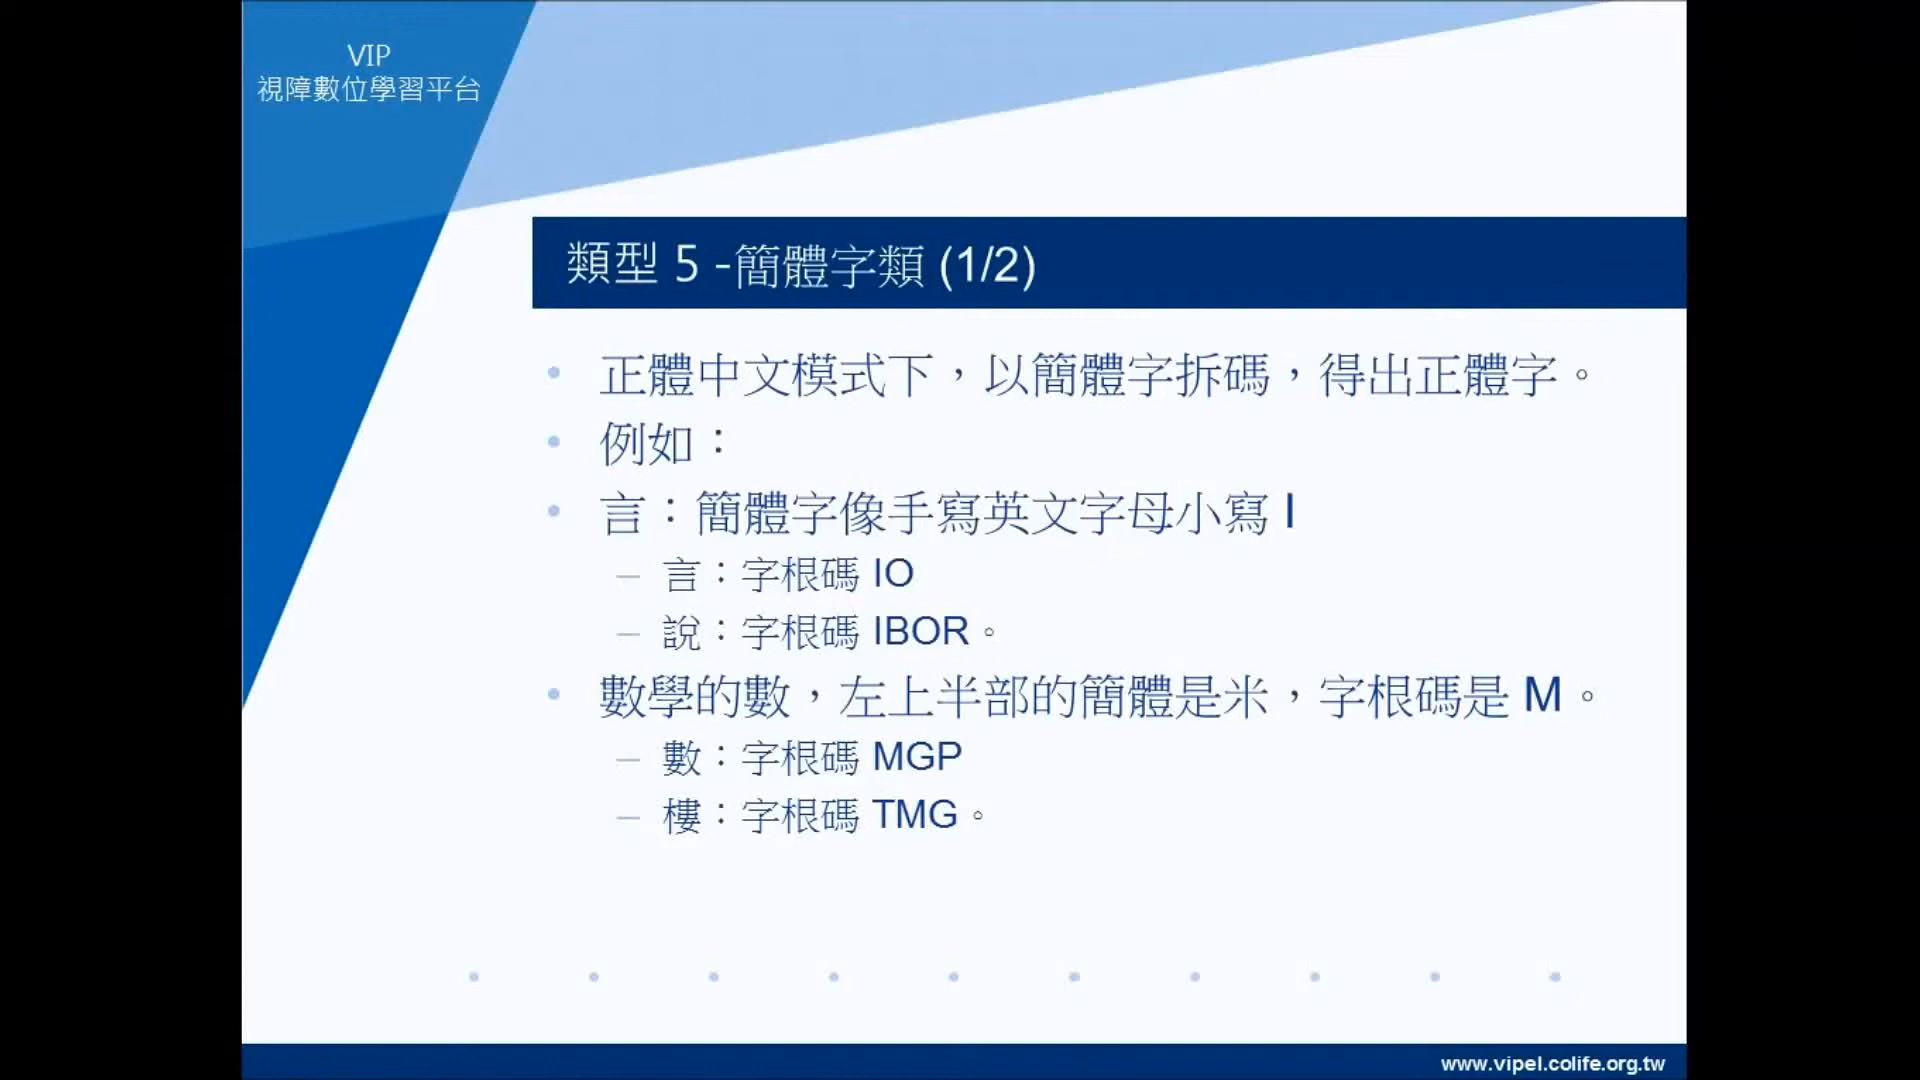 VIP
視障數位學習平台
類型 5 -簡體字類 (1/2)
• 正體中文模式下，以簡體字拆碼，得出正體字。
• 例如：
• 言：簡體字像手寫英文字母小寫 I
– 言：字根碼 IO
– 說：字根碼 IBOR。
• 數學的數，左上半部的簡體是米，字根碼是 M。
– 數：字根碼 MGP
– 樓：字根碼 TMG。
www.vipel.colife.org.tw